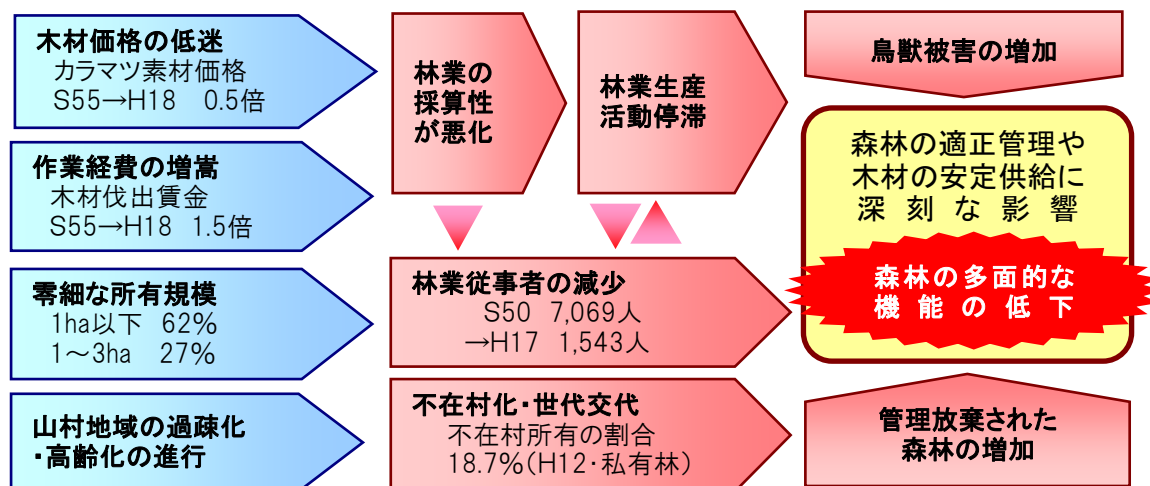 木材価格の低迷
カラマツ素材価格
S55→H18 0.5倍
作業経費の増嵩
木材伐出賃金
S55→H18 1.5倍
零細な所有規模
1ha以下 62%
1～3ha 27%
山村地域の過疎化
・高齢化の進行
林業の
採算性
が悪化
林業生産
活動停滞
林業従事者の減少
S50 7,069人
→H17 1,543人
不在村化・世代交代
不在村所有の割合
18.7%(H12・私有林)
鳥獣被害の増加
森林の適正管理や
木材の安定供給に
深刻な影響
森林の多面的な
機能の低下
管理放棄された
森林の増加